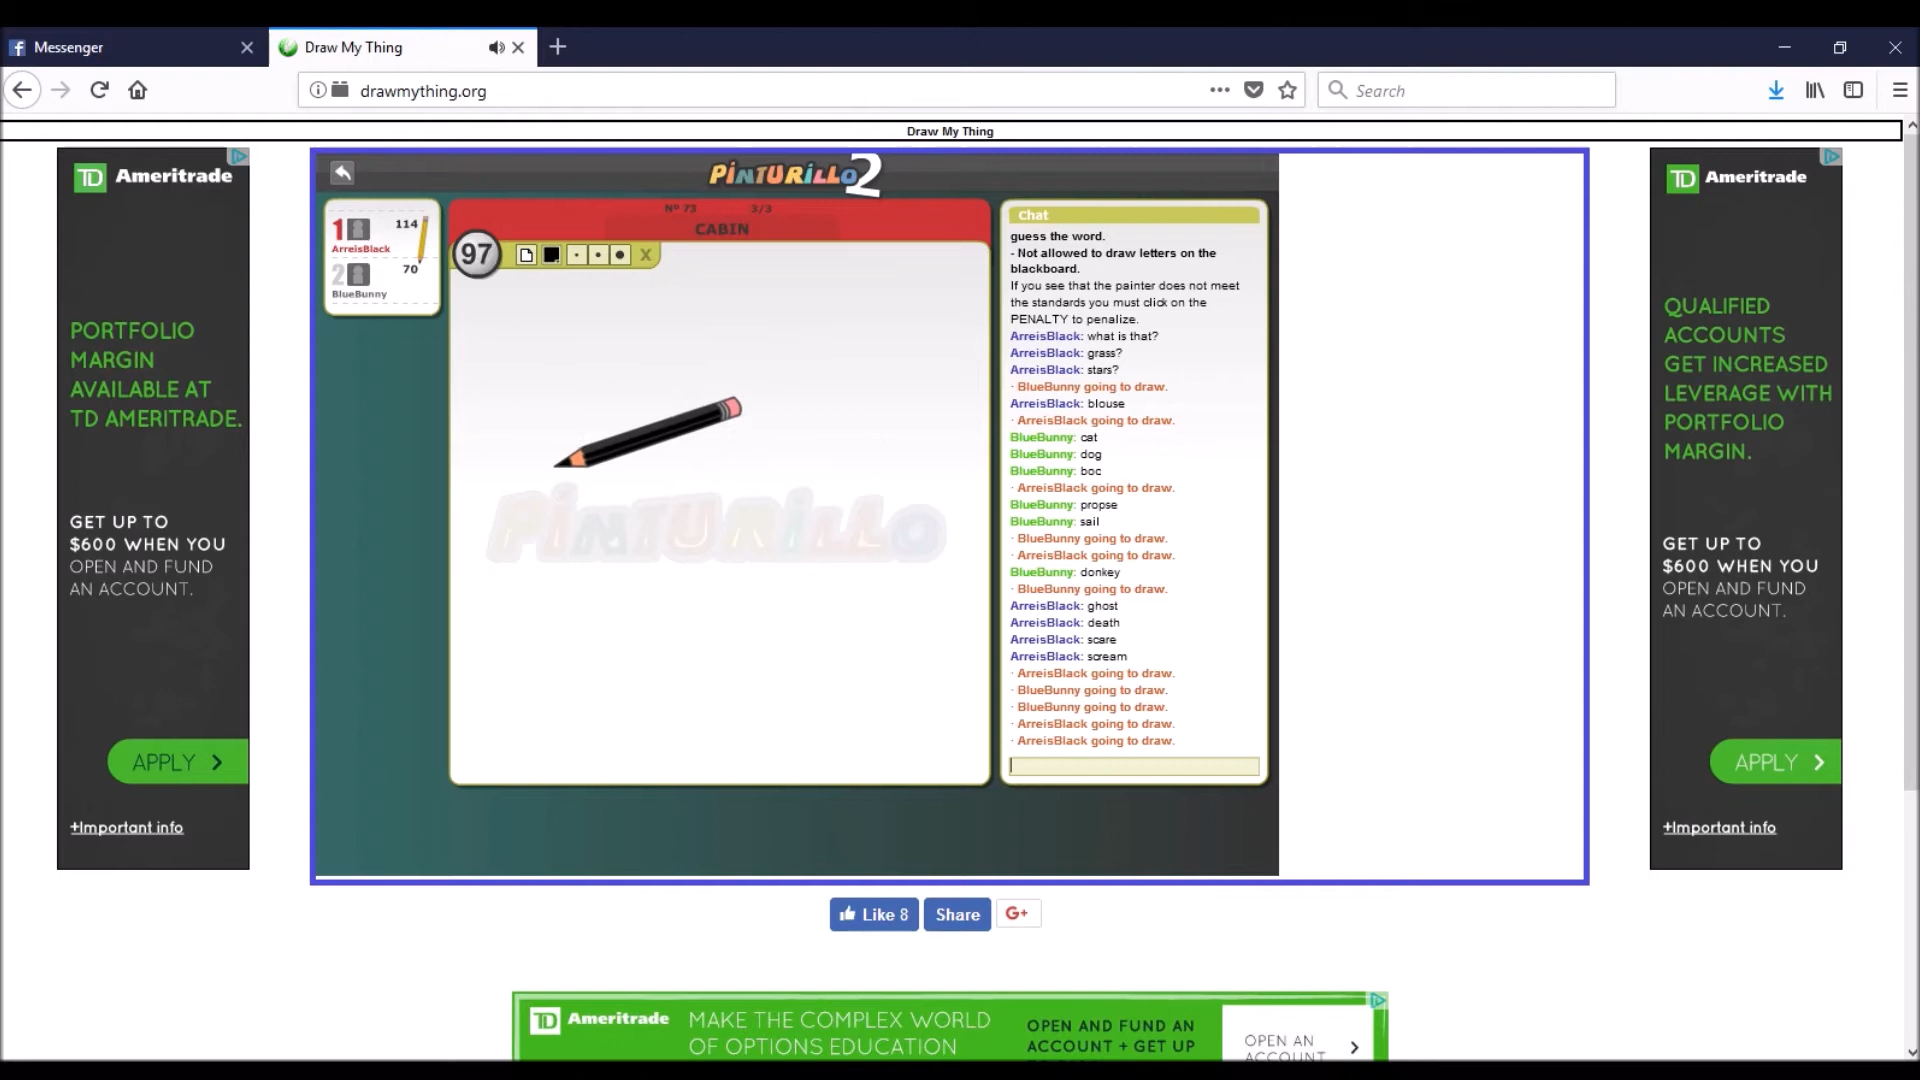 Messenger
Draw My Thing
drawmything.org
Search
Draw My Thing
TD Ameritrade
PORTFOLIO
MARGIN
AVAILABLE AT
TD AMERITRADE.
GET UP TO
$600 WHEN YOU
OPEN AND FUND
AN ACCOUNT.
APPLY >
+Important info
PINTURILLO 2
1 114
ArreisBlack
2 70
BlueBunny
Nº 73 3/3
CABIN
97
X
PINTURILLO
Chat
guess the word.
- Not allowed to draw letters on the
blackboard.
If you see that the painter does not meet
the standards you must click on the
PENALTY to penalize.
ArreisBlack: what is that?
ArreisBlack: grass?
ArreisBlack: stars?
· BlueBunny going to draw.
ArreisBlack: blouse
· ArreisBlack going to draw.
BlueBunny: cat
BlueBunny: dog
BlueBunny: boc
· ArreisBlack going to draw.
BlueBunny: propse
BlueBunny: sail
· BlueBunny going to draw.
· ArreisBlack going to draw.
BlueBunny: donkey
· BlueBunny going to draw.
ArreisBlack: ghost
ArreisBlack: death
ArreisBlack: scare
ArreisBlack: scream
· ArreisBlack going to draw.
· BlueBunny going to draw.
· BlueBunny going to draw.
· ArreisBlack going to draw.
· ArreisBlack going to draw.
TD Ameritrade
QUALIFIED
ACCOUNTS
GET INCREASED
LEVERAGE WITH
PORTFOLIO
MARGIN.
GET UP TO
$600 WHEN YOU
OPEN AND FUND
AN ACCOUNT.
APPLY >
+Important info
Like 8
Share
G+
TD Ameritrade
MAKE THE COMPLEX WORLD
OF OPTIONS EDUCATION
OPEN AND FUND AN
ACCOUNT + GET UP
OPEN AN
ACCOUNT